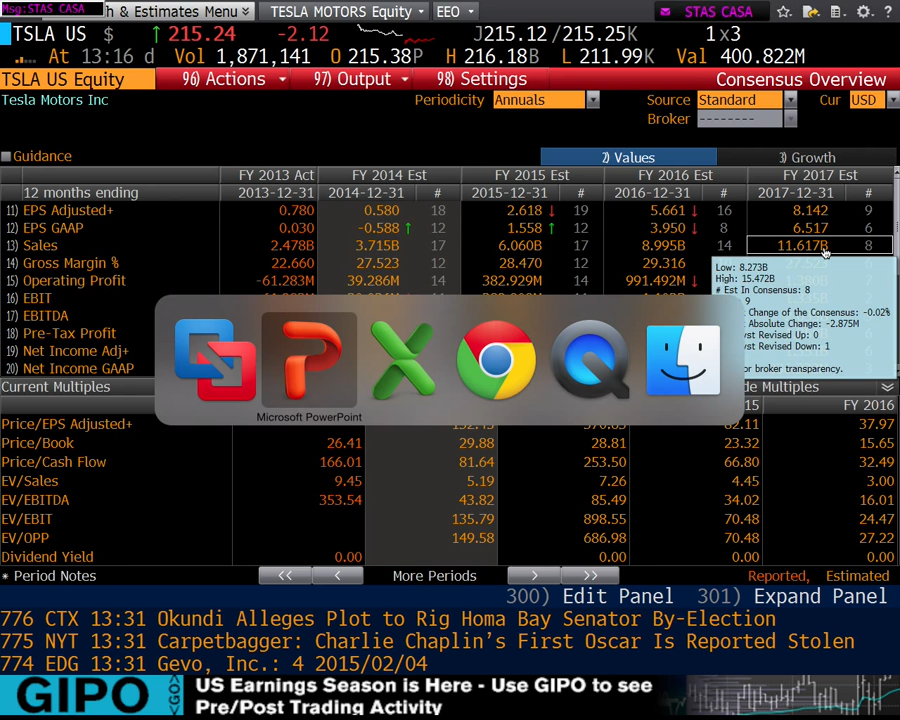 Msg:STAS CASA h & Estimates Menu TESLA MOTORS Equity EEO STAS CASA
TSLA US $ ↑ 215.24 -2.12 J215.12 /215.25K 1x3
At 13:16 d Vol 1,871,141 O 215.38P H 216.18B L 211.99K Val 400.822M
TSLA US Equity 96) Actions 97) Output 98) Settings Consensus Overview
Tesla Motors Inc Periodicity Annuals Source Standard Cur USD
Broker --------
Guidance 2) Values 3) Growth
FY 2013 Act FY 2014 Est FY 2015 Est FY 2016 Est FY 2017 Est
12 months ending 2013-12-31 2014-12-31 # 2015-12-31 # 2016-12-31 # 2017-12-31 #
11) EPS Adjusted+ 0.780 0.580 18 2.618 ↓ 19 5.661 ↓ 16 8.142 9
12) EPS GAAP 0.030 -0.588 ↑ 12 1.558 ↑ 12 3.950 ↓ 8 6.517 6
13) Sales 2.478B 3.715B 17 6.060B 17 8.995B 14 11.617B 8
14) Gross Margin % 22.660 27.523 12 28.470 12 29.316
15) Operating Profit -61.283M 39.286M 14 382.929M 14 991.492M ↓
16) EBIT
17) EBITDA
18) Pre-Tax Profit
19) Net Income Adj+
20) Net Income GAAP
Low: 8.273B
High: 15.472B
# Est In Consensus: 8
9
Change of the Consensus: -0.02%
Absolute Change: -2.875M
yst Revised Up: 0
yst Revised Down: 1
or broker transparency.
Microsoft PowerPoint
Current Multiples de Multiples
15 FY 2016
Price/EPS Adjusted+ 37.97
Price/Book 26.41 29.88 28.81 23.32 15.65
Price/Cash Flow 166.01 81.64 253.50 66.80 32.49
EV/Sales 9.45 5.19 7.26 4.45 3.00
EV/EBITDA 353.54 43.82 85.49 34.02 16.01
EV/EBIT 135.79 898.55 70.48 24.47
EV/OPP 149.58 686.98 70.48 27.22
Dividend Yield 0.00 0.00 0.00 0.00
* Period Notes << < More Periods > >> Reported, Estimated
300) Edit Panel 301) Expand Panel
776 CTX 13:31 Okundi Alleges Plot to Rig Homa Bay Senator By-Election
775 NYT 13:31 Carpetbagger: Charlie Chaplin's First Oscar Is Reported Stolen
774 EDG 13:31 Gevo, Inc.: 4 2015/02/04
GIPO <GO> US Earnings Season is Here - Use GIPO to see
Pre/Post Trading Activity